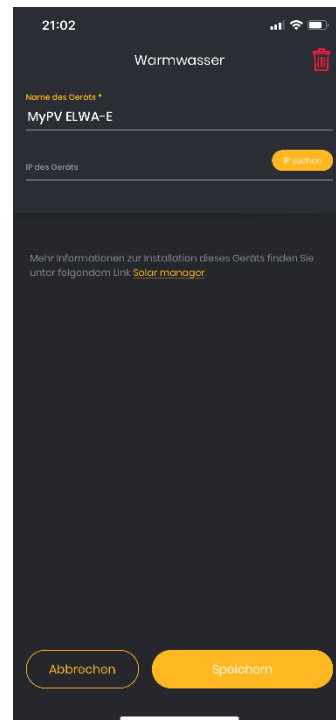 21:02
Warmwasser
Name des Geräts *
MyPV ELWA-E
IP des Geräts
IP suchen
Mehr Informationen zur Installation dieses Geräts finden Sie
unter folgendem Link Solar manager.
Abbrechen
Speichern